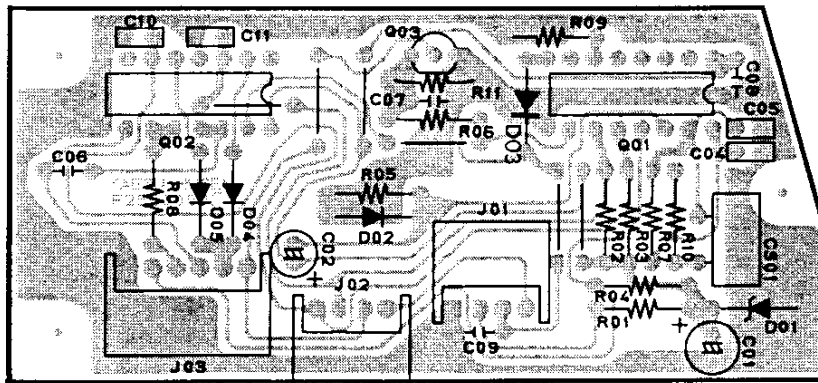 C10
C11
Q03
R09
C08
C07
R11
C05
R06
D03
Q02
Q01
C04
C06
R05
R08
D05
D04
D02
C02
J01
R02
R03
R07
R10
CS01
J02
R04
R01
D01
C01
C09
J03
+
+